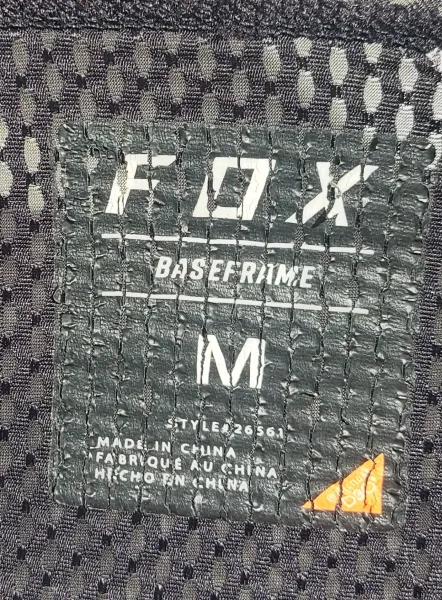 FOX
BASEFRAME
M
STYLE# 26561
MADE IN CHINA
FABRIQUE AU CHINA
HECHO EN CHINA